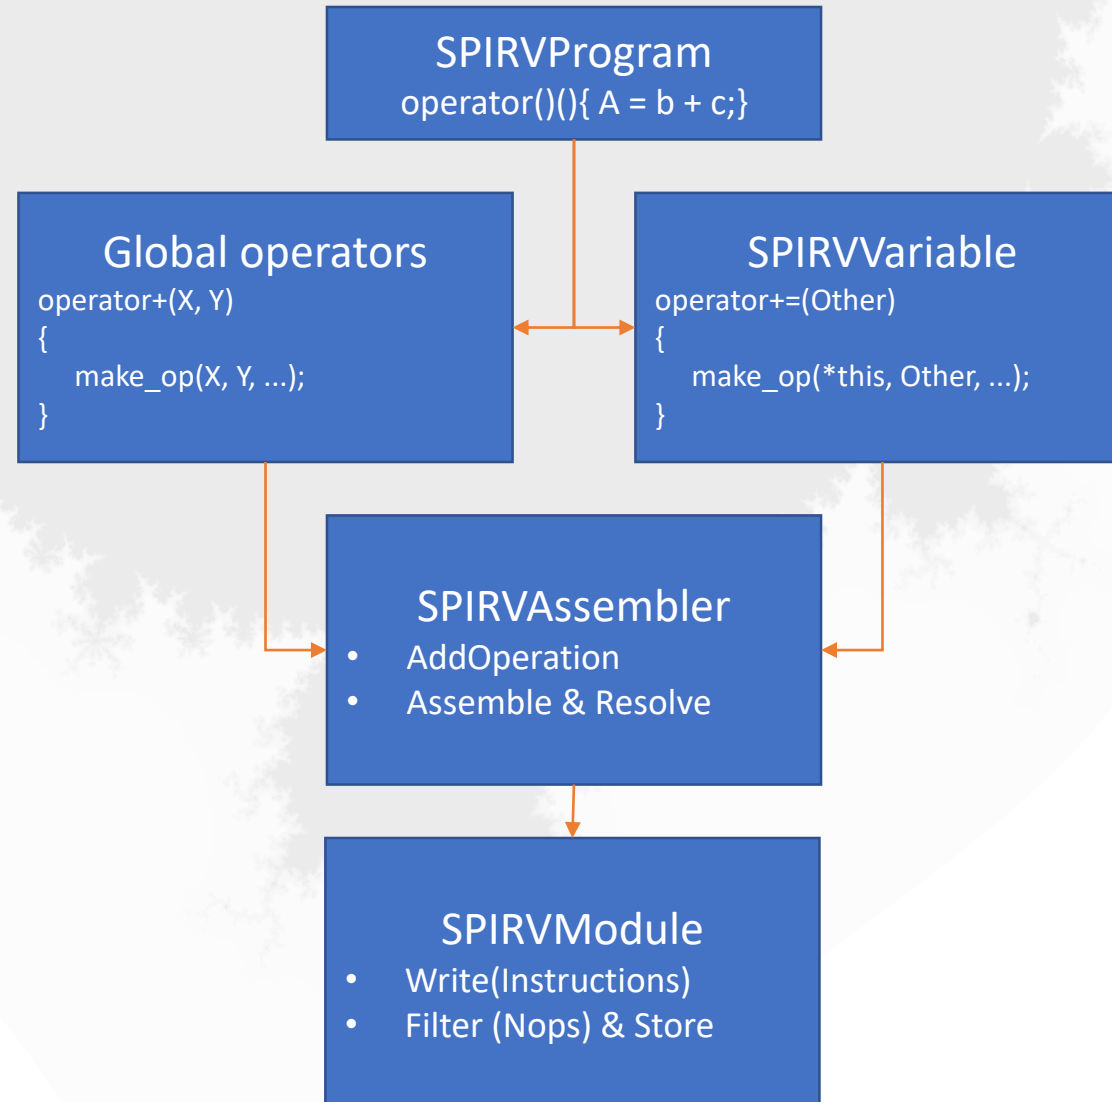 SPIRVProgram
operator()(){ A = b + c;}
Global operators
operator+(X, Y)
{
make_op(X, Y, ...);
}
SPIRVVariable
operator+=(Other)
{
make_op(*this, Other, ...);
}
SPIRVAssembler
• AddOperation
• Assemble & Resolve
SPIRVModule
• Write(Instructions)
• Filter (Nops) & Store